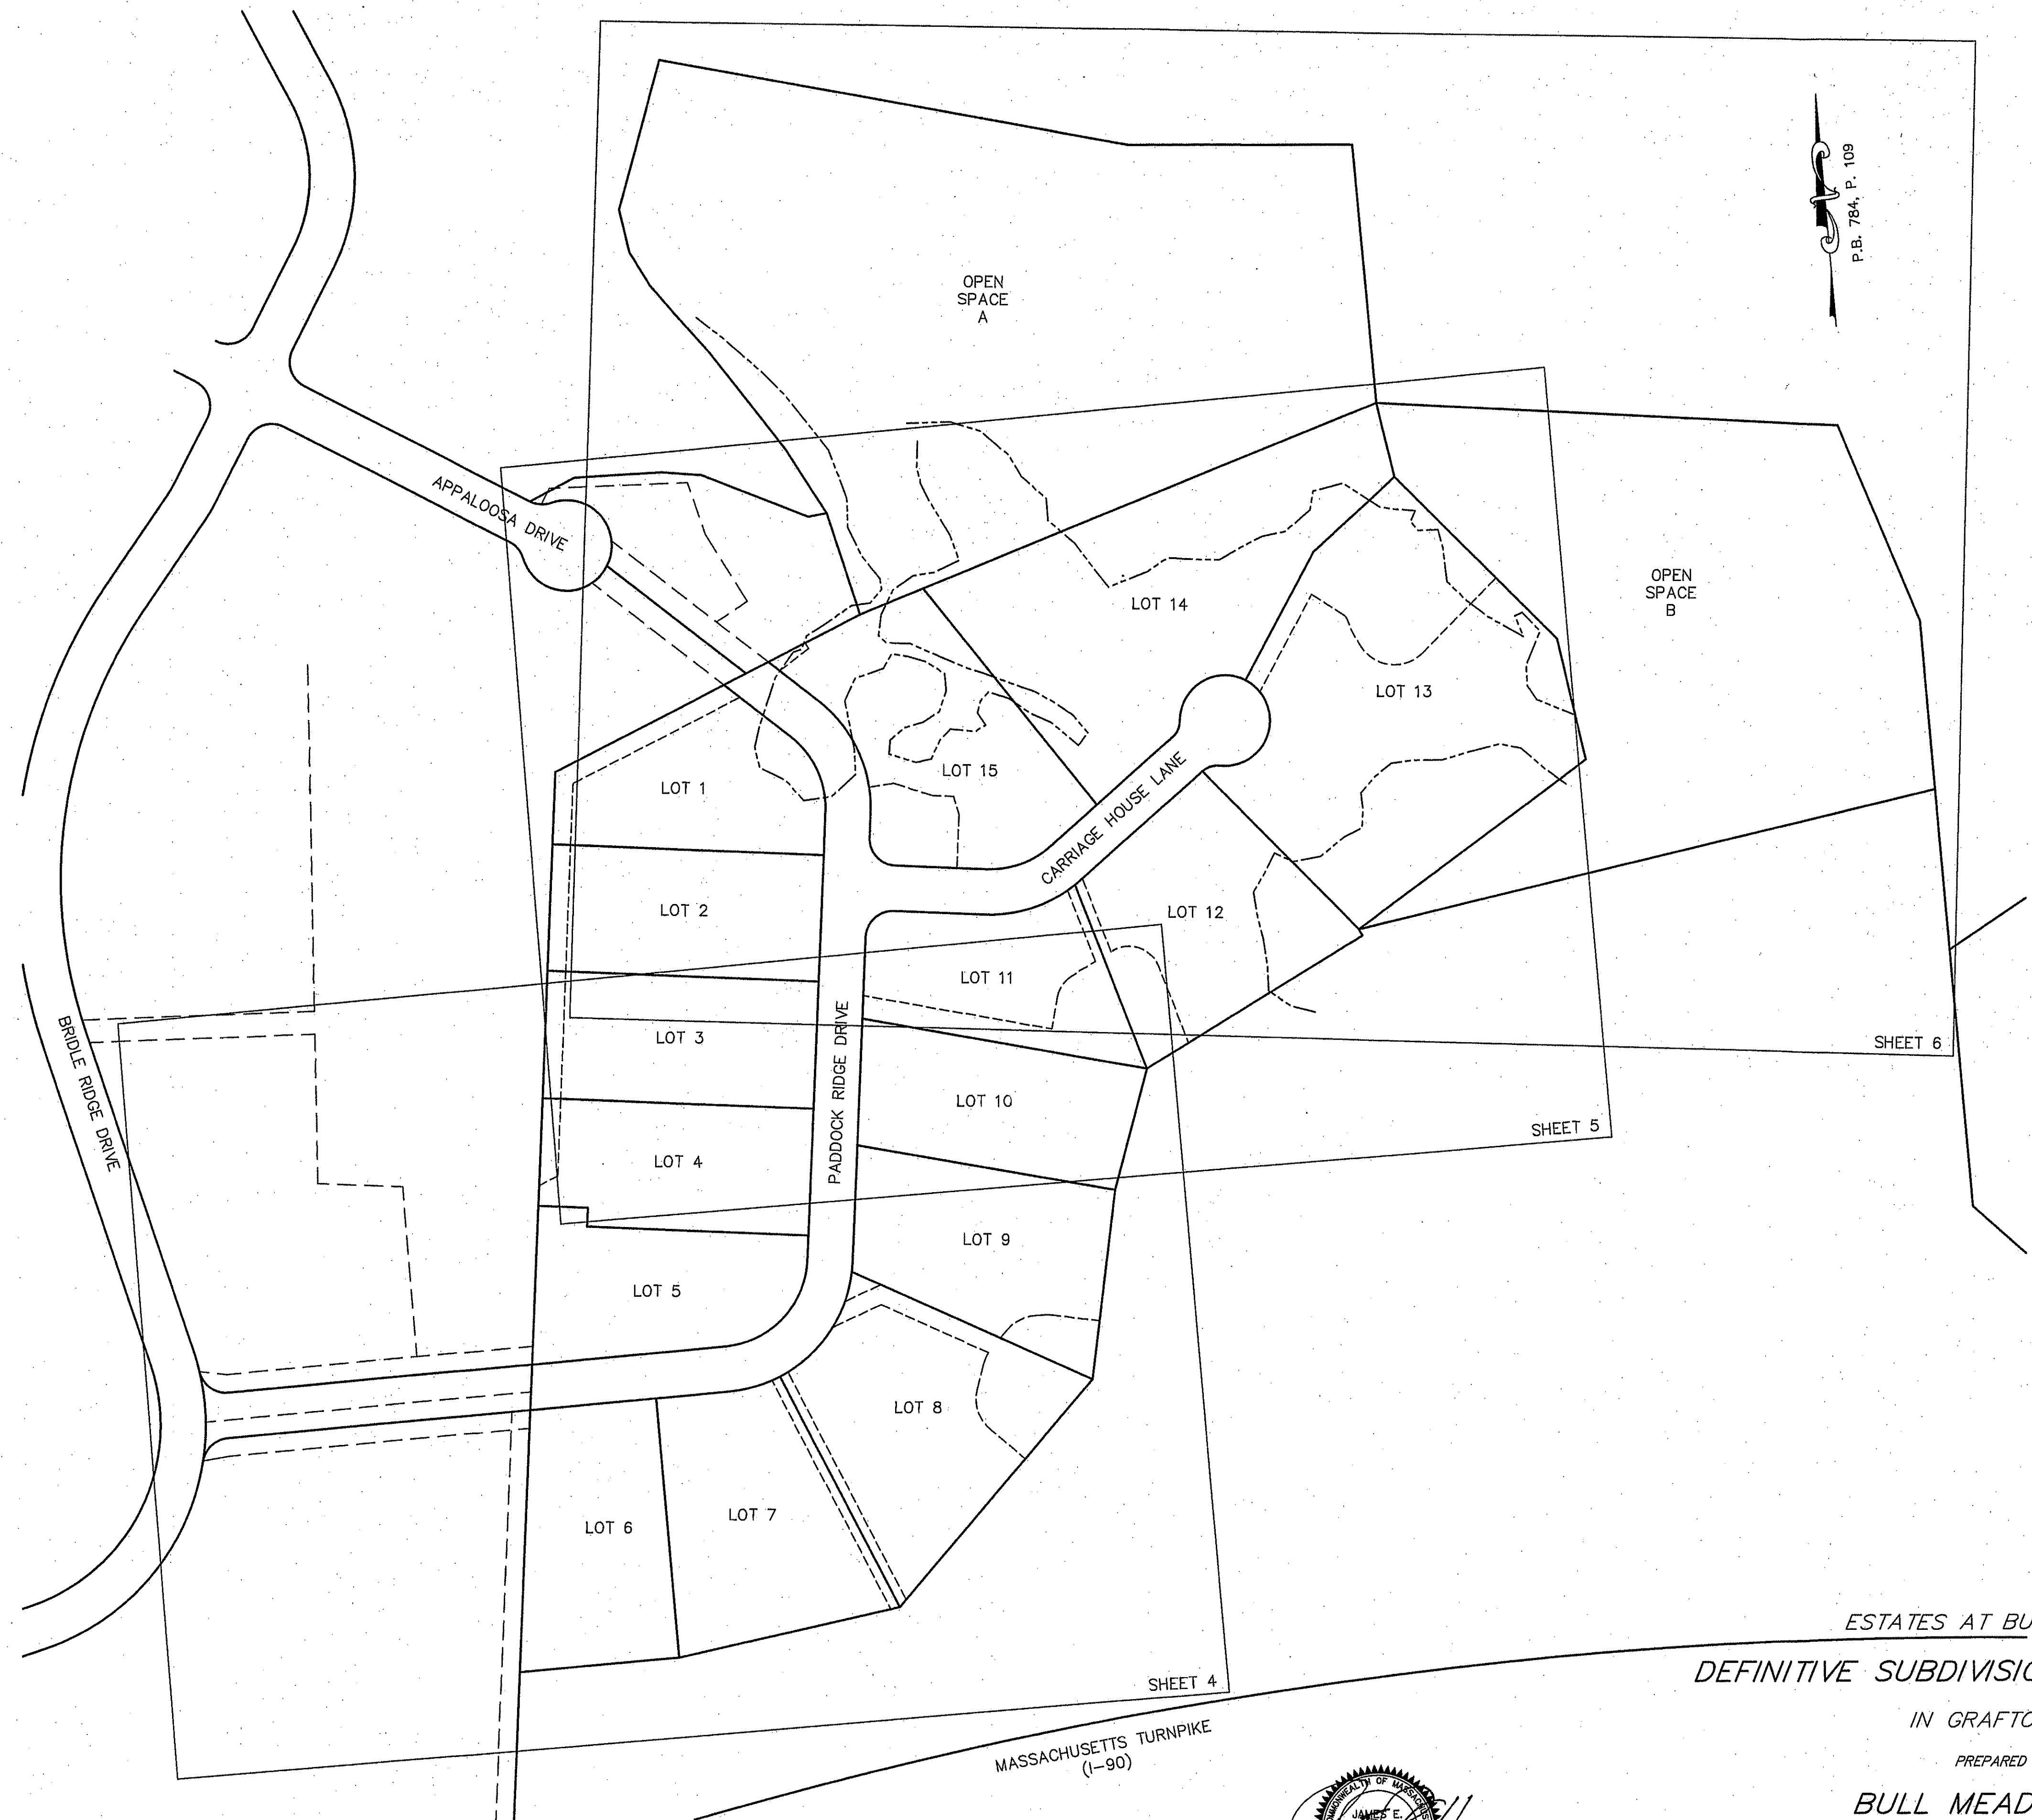 P.B. 784, P. 109
OPEN
SPACE
A
APPALOOSA DRIVE
OPEN
SPACE
B
LOT 14
LOT 13
LOT 15
LOT 1
CARRIAGE HOUSE LANE
LOT 2
LOT 12
LOT 11
LOT 3
PADDOCK RIDGE DRIVE
SHEET 6
BRIDLE RIDGE DRIVE
LOT 10
SHEET 5
LOT 4
LOT 9
LOT 5
LOT 8
LOT 7
LOT 6
SHEET 4
MASSACHUSETTS TURNPIKE
(I-90)
ESTATES AT BU
DEFINITIVE SUBDIVISIO
IN GRAFTO
PREPARED
BULL MEAD
OF
JAMES E.